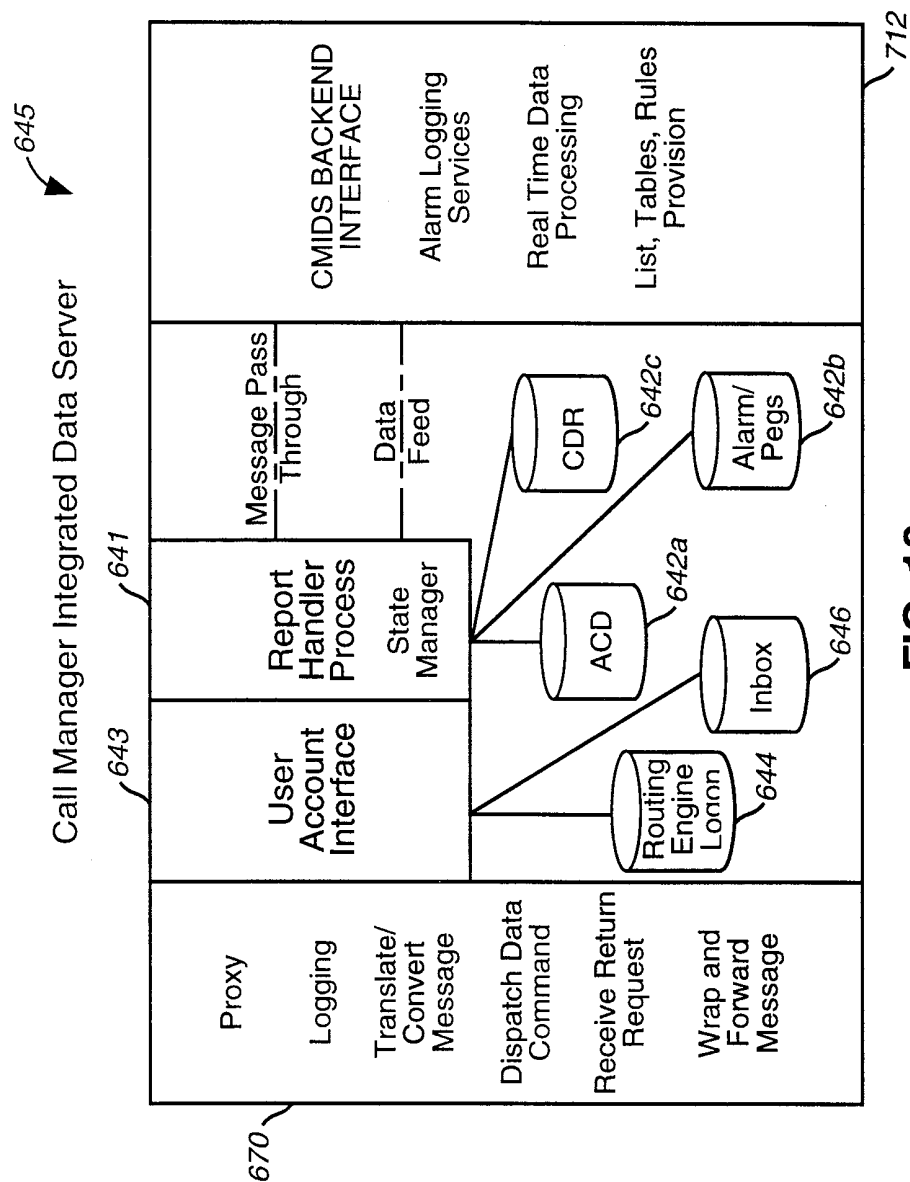 Call Manager Integrated Data Server
645
670
643
641
Proxy
Logging
Translate/
Convert
Message
Dispatch Data
Command
Receive Return
Request
Wrap and
Forward
Message
User
Account
Interface
Report
Handler
Process
State
Manager
Message Pass
Through
Data
Feed
CMIDS BACKEND
INTERFACE
Alarm Logging
Services
Real Time Data
Processing
List, Tables, Rules
Provision
ACD
642a
CDR
642c
Routing
Engine
Logon
644
Inbox
646
Alarm/
Pegs
642b
712
FIG.